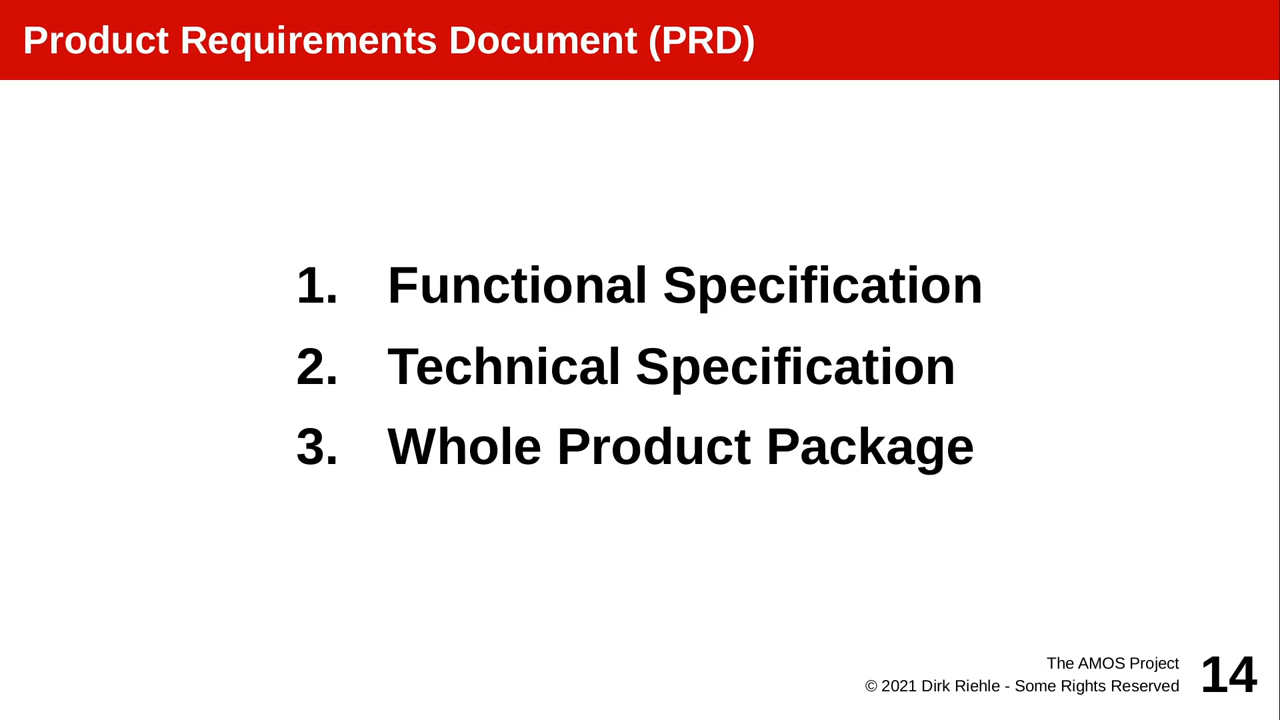 Product Requirements Document (PRD)
1. Functional Specification
2. Technical Specification
3. Whole Product Package
The AMOS Project
© 2021 Dirk Riehle - Some Rights Reserved
14